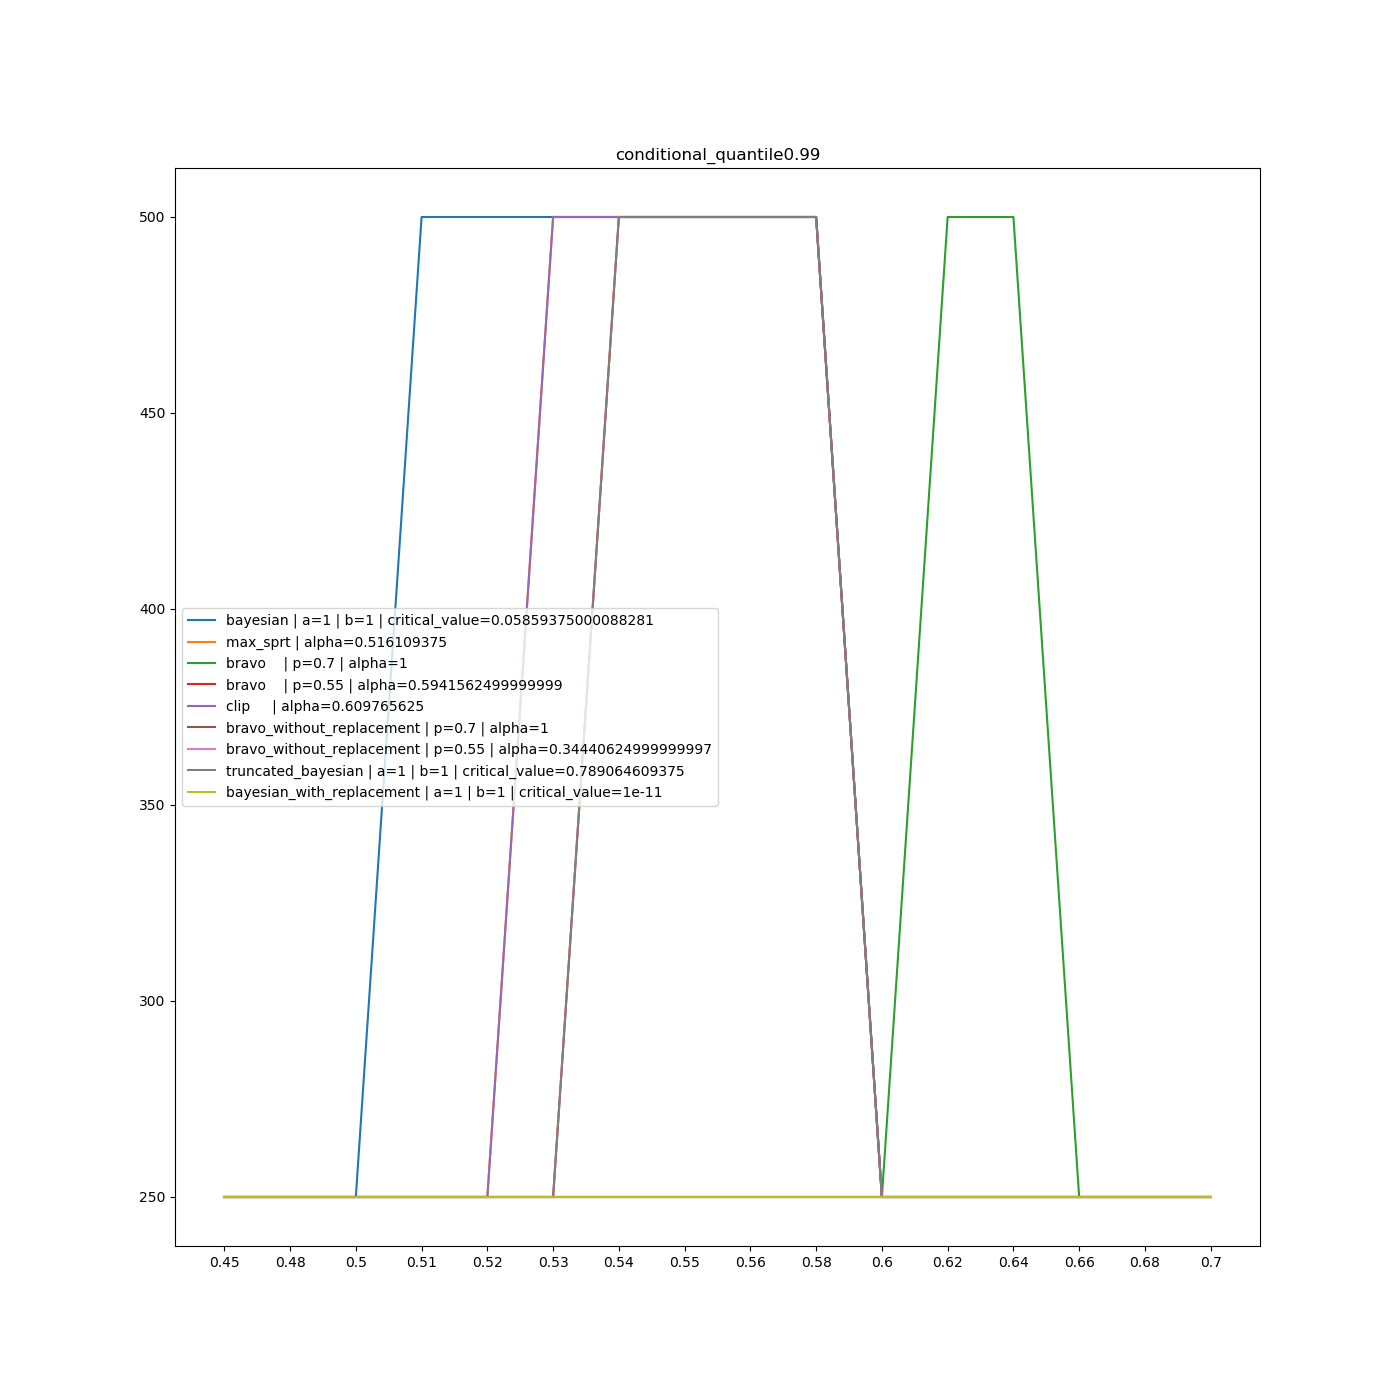 conditional_quantile0.99
500
450
400
350
300
250
bayesian | a=1 | b=1 | critical_value=0.05859375000088281
max_sprt | alpha=0.516109375
bravo | p=0.7 | alpha=1
bravo | p=0.55 | alpha=0.5941562499999999
clip | alpha=0.609765625
bravo_without_replacement | p=0.7 | alpha=1
bravo_without_replacement | p=0.55 | alpha=0.34440624999999997
truncated_bayesian | a=1 | b=1 | critical_value=0.789064609375
bayesian_with_replacement | a=1 | b=1 | critical_value=1e-11
0.45 0.48 0.5 0.51 0.52 0.53 0.54 0.55 0.56 0.58 0.6 0.62 0.64 0.66 0.68 0.7